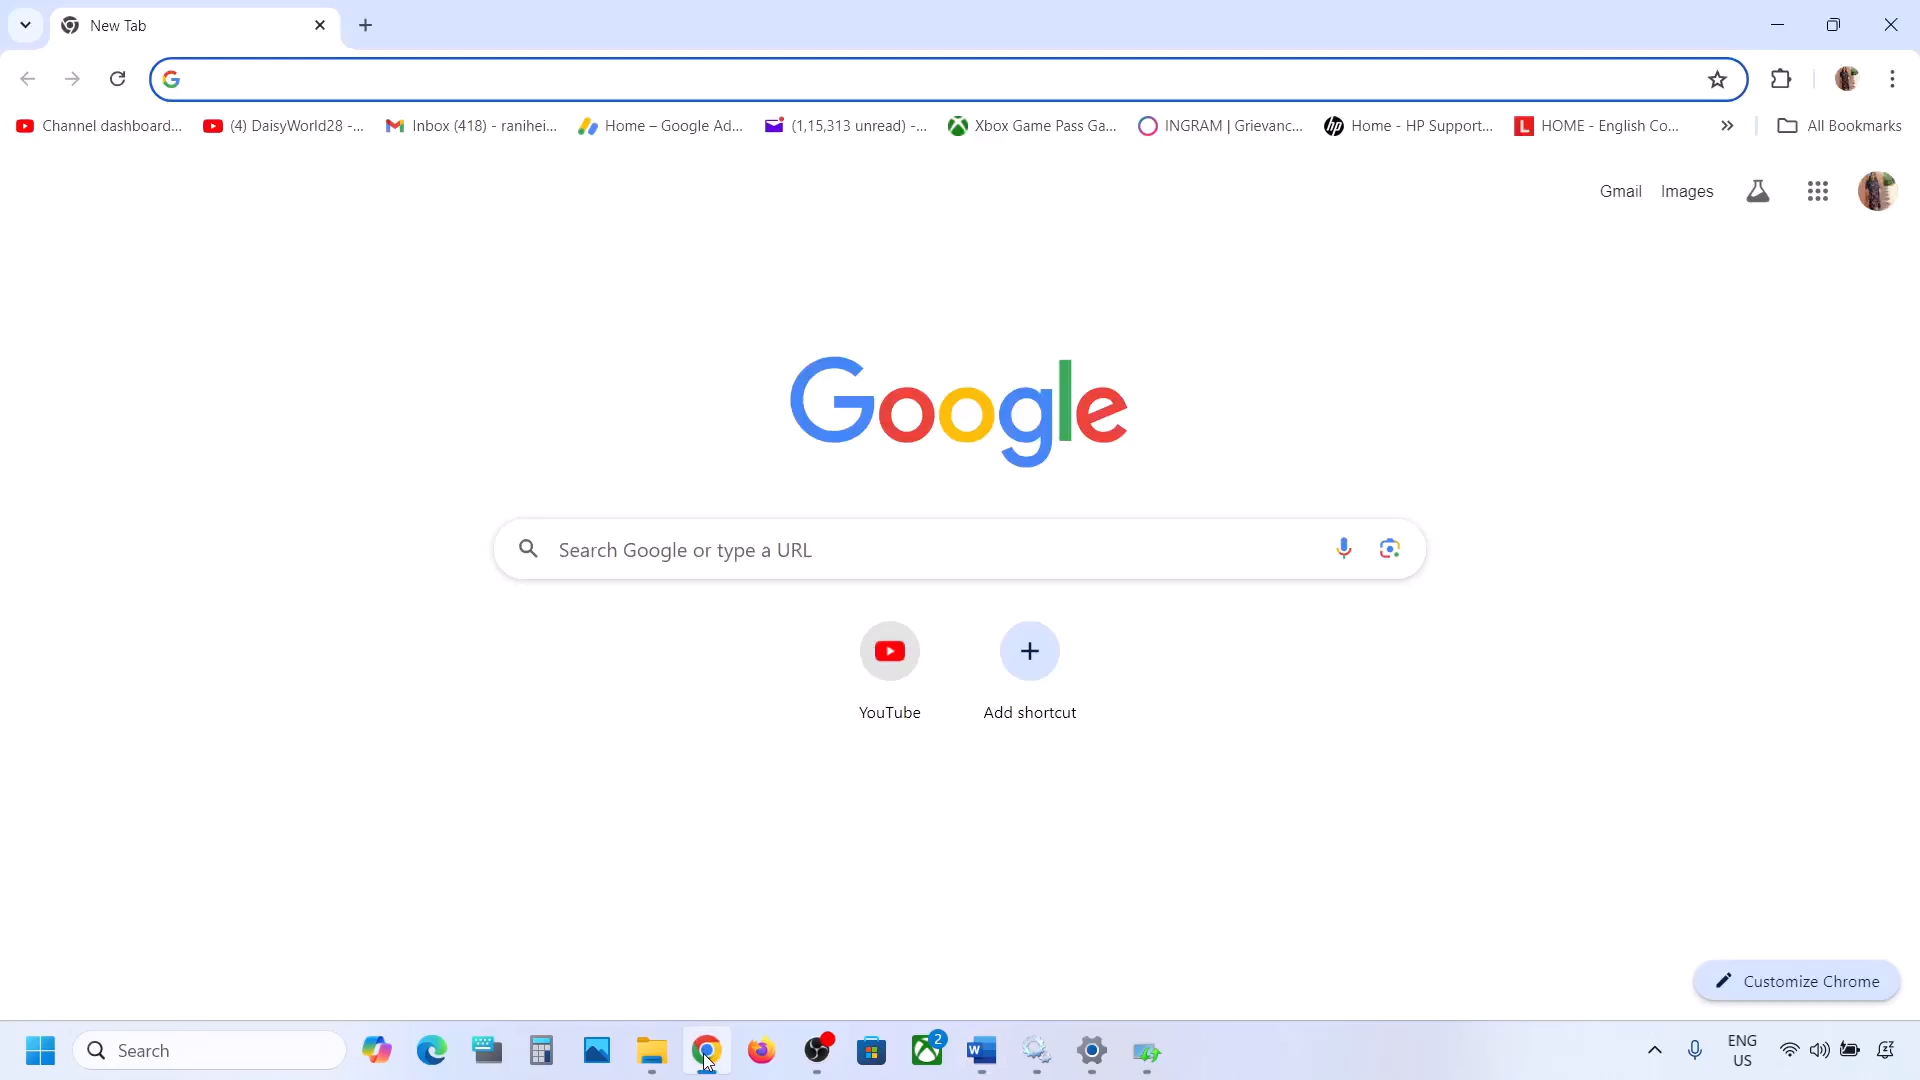 New Tab
Channel dashboard...
(4) DaisyWorld28 -...
Inbox (418) - ranihei...
Home – Google Ad...
(1,15,313 unread) -...
Xbox Game Pass Ga...
INGRAM | Grievanc...
Home - HP Support...
HOME - English Co...
All Bookmarks
Gmail
Images
Google
Search Google or type a URL
YouTube
Add shortcut
Customize Chrome
Search
2
ENG
US